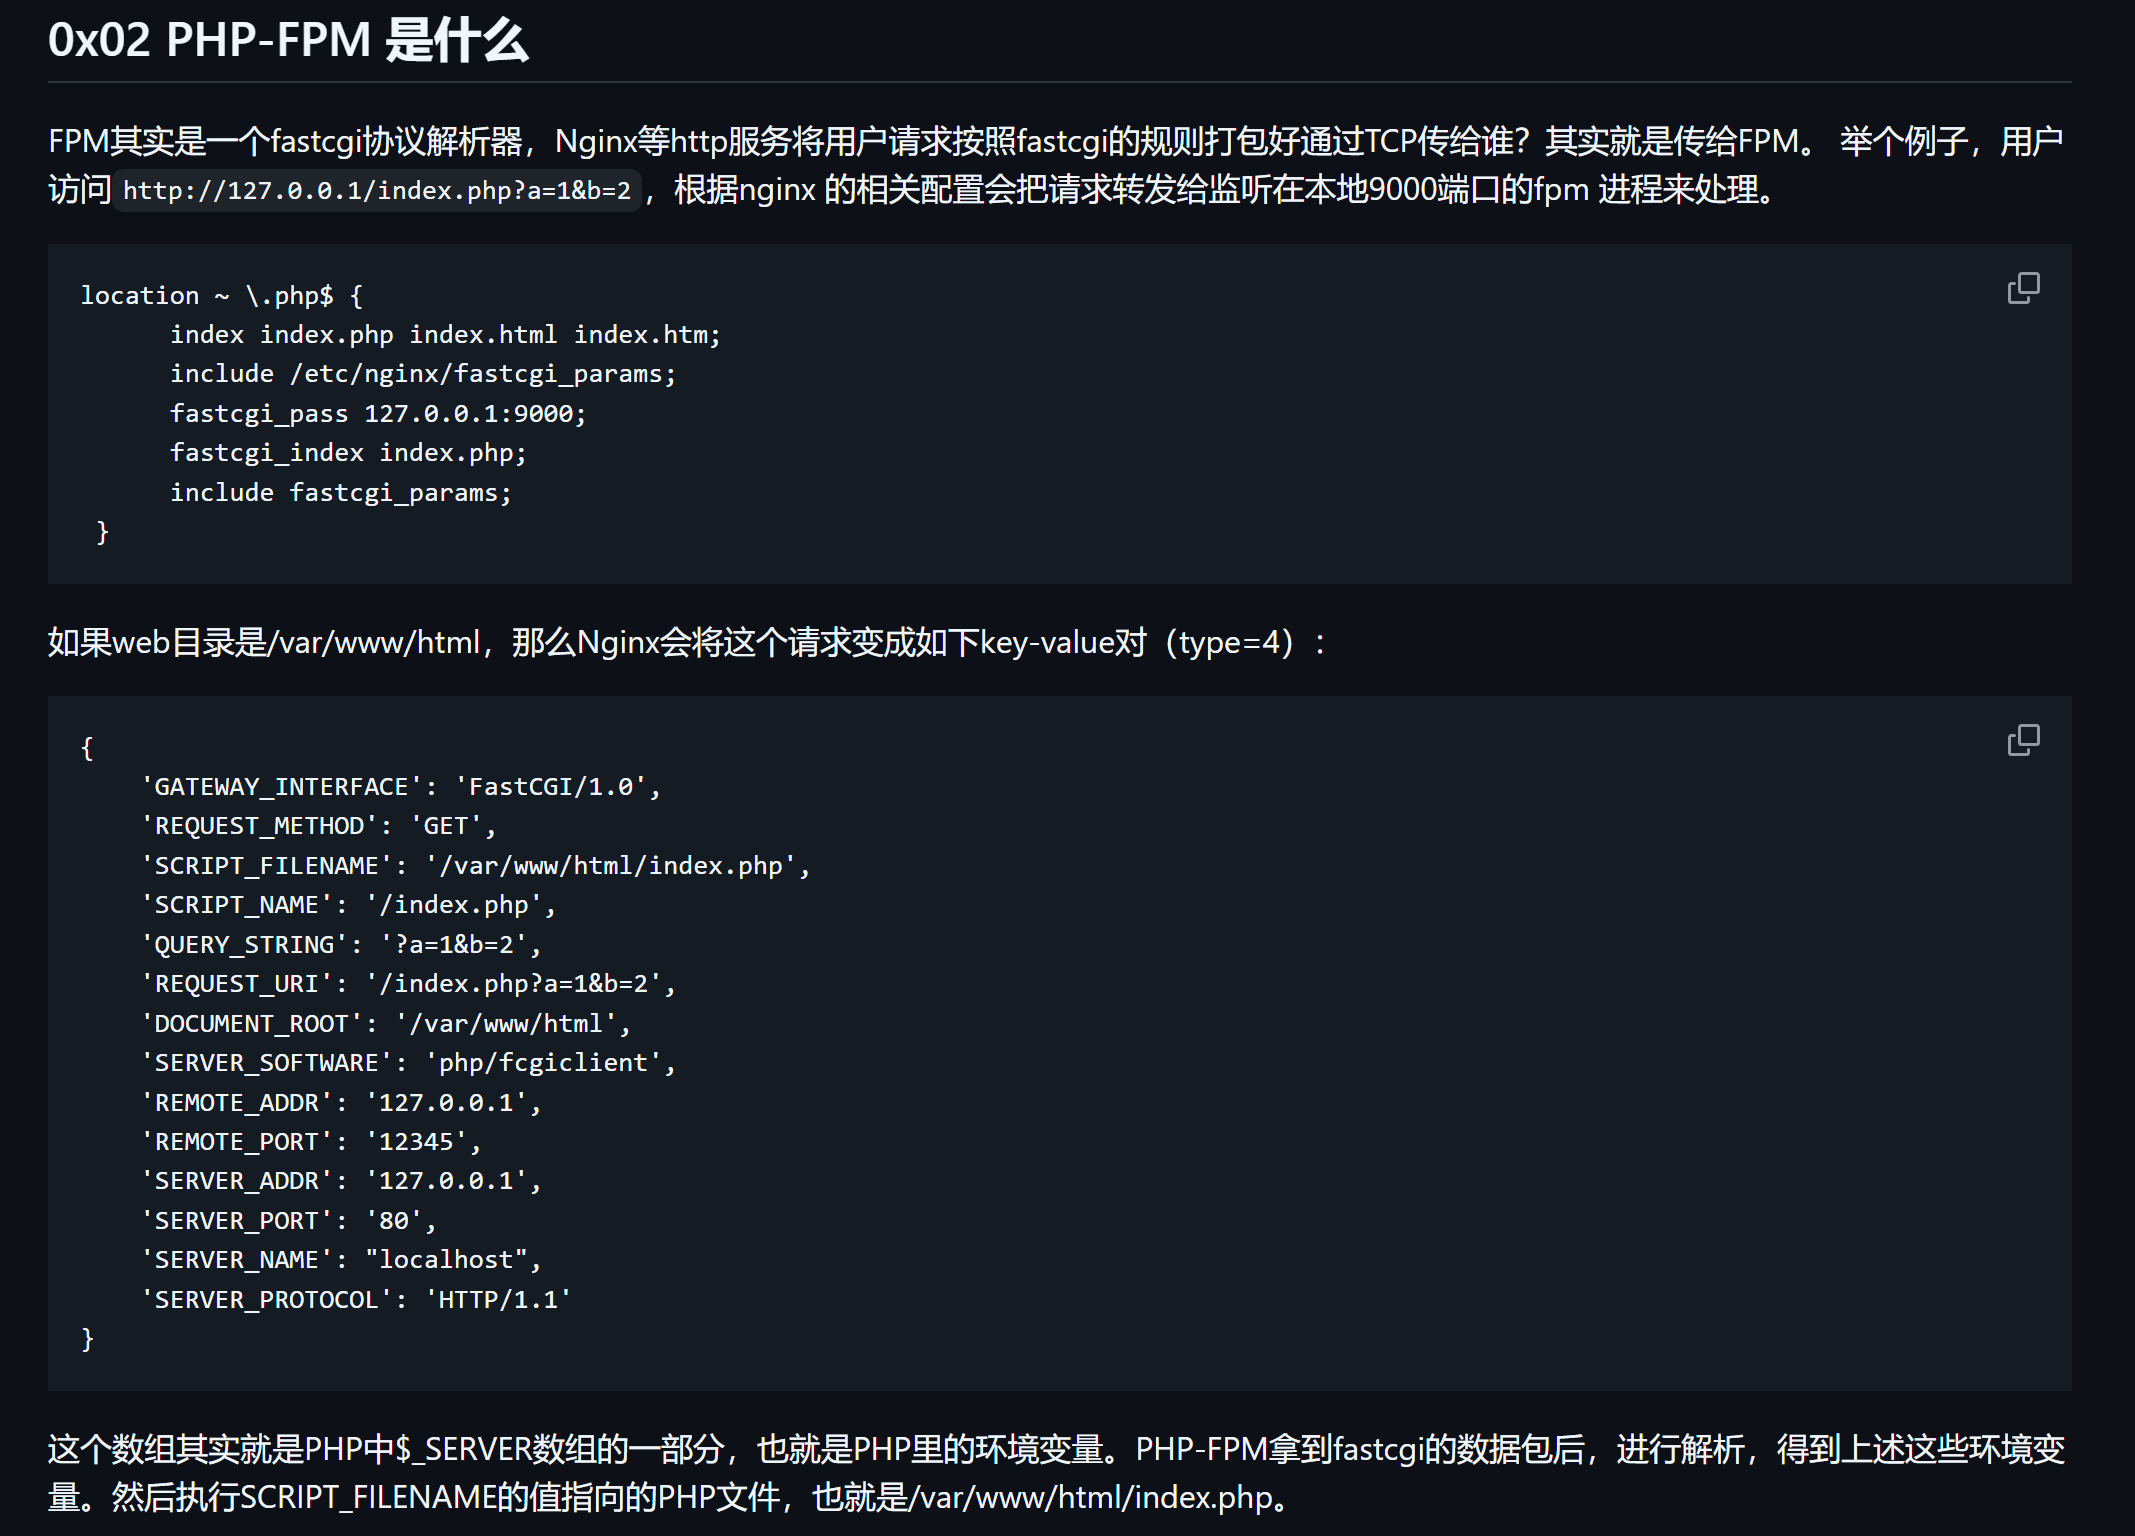 0x02 PHP-FPM 是什么
FPM其实是一个fastcgi协议解析器，Nginx等http服务将用户请求按照fastcgi的规则打包好通过TCP传给谁？其实就是传给FPM。 举个例子，用户
访问 http://127.0.0.1/index.php?a=1&b=2 ，根据nginx 的相关配置会把请求转发给监听在本地9000端口的fpm 进程来处理。
location ~ \.php$ {
      index index.php index.html index.htm;
      include /etc/nginx/fastcgi_params;
      fastcgi_pass 127.0.0.1:9000;
      fastcgi_index index.php;
      include fastcgi_params;
 }
如果web目录是/var/www/html，那么Nginx会将这个请求变成如下key-value对（type=4）：
{
    'GATEWAY_INTERFACE': 'FastCGI/1.0',
    'REQUEST_METHOD': 'GET',
    'SCRIPT_FILENAME': '/var/www/html/index.php',
    'SCRIPT_NAME': '/index.php',
    'QUERY_STRING': '?a=1&b=2',
    'REQUEST_URI': '/index.php?a=1&b=2',
    'DOCUMENT_ROOT': '/var/www/html',
    'SERVER_SOFTWARE': 'php/fcgiclient',
    'REMOTE_ADDR': '127.0.0.1',
    'REMOTE_PORT': '12345',
    'SERVER_ADDR': '127.0.0.1',
    'SERVER_PORT': '80',
    'SERVER_NAME': "localhost",
    'SERVER_PROTOCOL': 'HTTP/1.1'
}
这个数组其实就是PHP中$_SERVER数组的一部分，也就是PHP里的环境变量。PHP-FPM拿到fastcgi的数据包后，进行解析，得到上述这些环境变
量。然后执行SCRIPT_FILENAME的值指向的PHP文件，也就是/var/www/html/index.php。